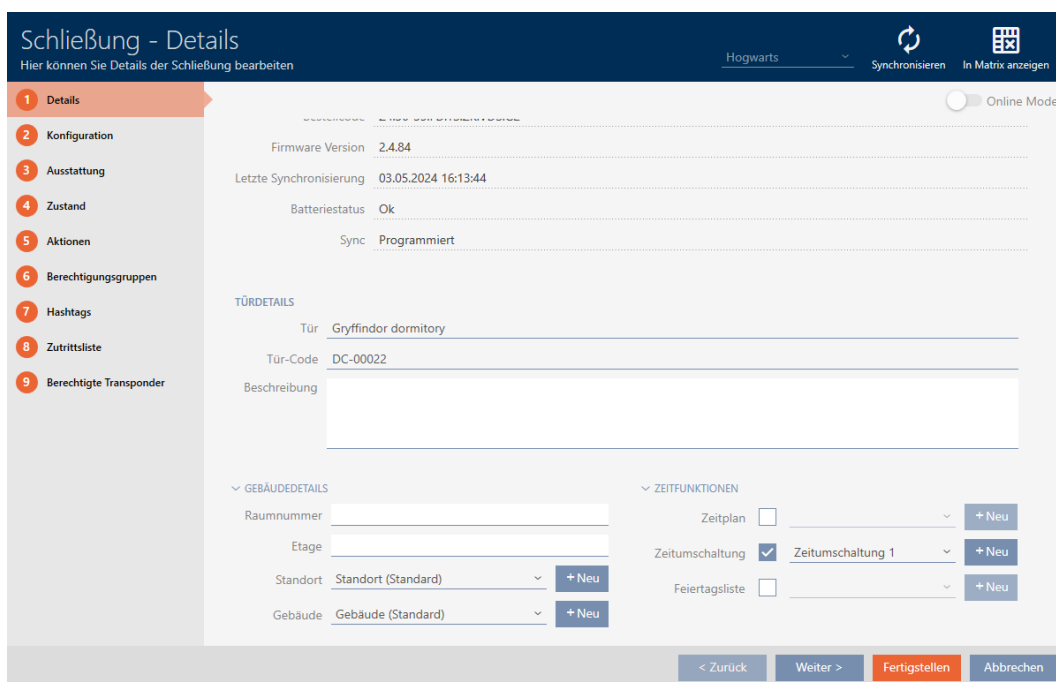 Schließung - Details
Hier können Sie Details der Schließung bearbeiten
Hogwarts
Synchronisieren
In Matrix anzeigen
1 Details
2 Konfiguration
3 Ausstattung
4 Zustand
5 Aktionen
6 Berechtigungsgruppen
7 Hashtags
8 Zutrittsliste
9 Berechtigte Transponder
Online Mode
Firmware Version 2.4.84
Letzte Synchronisierung 03.05.2024 16:13:44
Batteriestatus Ok
Sync Programmiert
TÜRDETAILS
Tür Gryffindor dormitory
Tür-Code DC-00022
Beschreibung
GEBÄUDEDETAILS
Raumnummer
Etage
Standort Standort (Standard) + Neu
Gebäude Gebäude (Standard) + Neu
ZEITFUNKTIONEN
Zeitplan + Neu
Zeitumschaltung Zeitumschaltung 1 + Neu
Feiertagsliste + Neu
< Zurück
Weiter >
Fertigstellen
Abbrechen